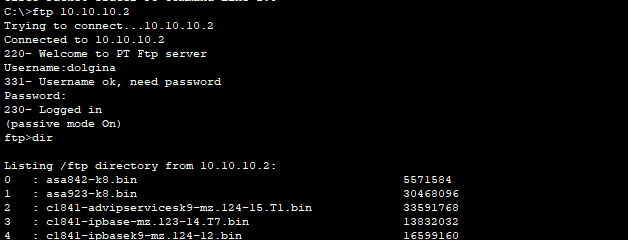 C:\>ftp 10.10.10.2
Trying to connect...10.10.10.2
Connected to 10.10.10.2
220- Welcome to PT Ftp server
Username:dolgina
331- Username ok, need password
Password:
230- Logged in
(passive mode On)
ftp>dir
Listing /ftp directory from 10.10.10.2:
0 : asa842-k8.bin 5571584
1 : asa923-k8.bin 30468096
2 : c1841-advipservicesk9-mz.124-15.T1.bin 33591768
3 : c1841-ipbase-mz.123-14.T7.bin 13832032
4 : c1841-ipbasek9-mz.124-12.bin 16599160